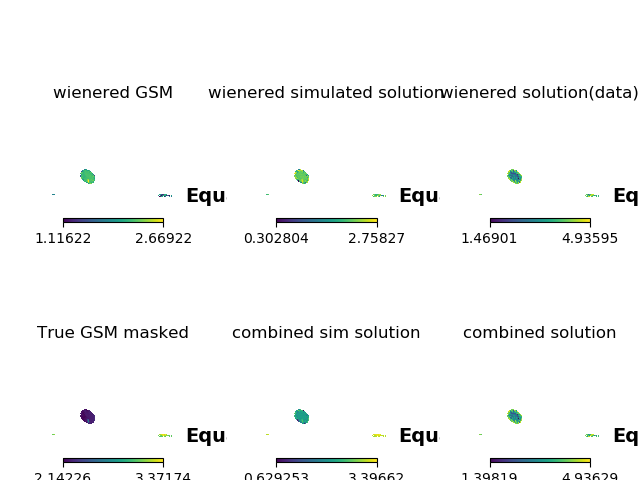 wienered GSM wienered simulated solution wienered solution(data)
Equ Equ Eq
1.11622 2.66922 0.302804 2.75827 1.46901 4.93595
True GSM masked combined sim solution combined solution
Equ Equ Eq
2.14226 3.37174 0.629253 3.39662 1.39819 4.93629